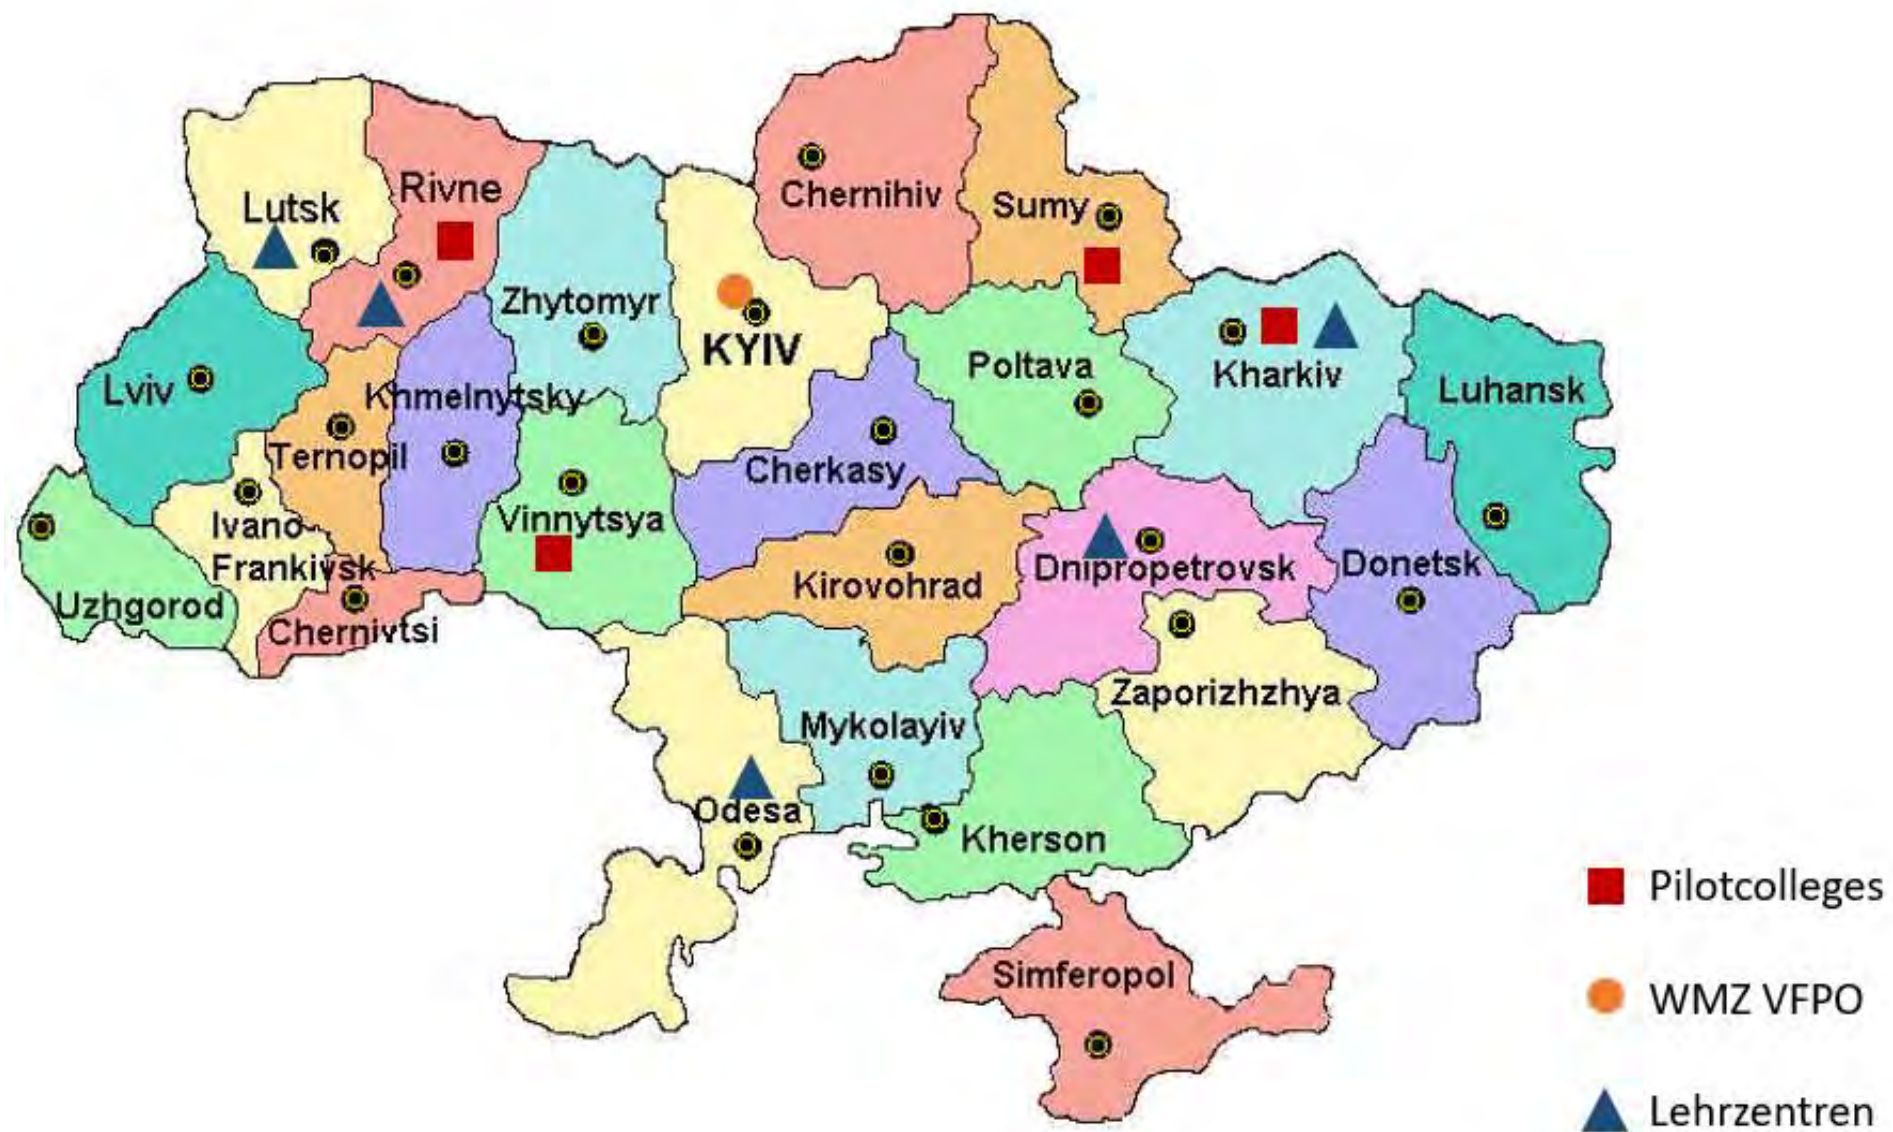 Chernihiv
Sumy
Rivne
Lutsk
Zhytomyr
KYIV
Poltava
Kharkiv
Luhansk
Lviv
Khmelnytsky
Ternopil
Cherkasy
Vinnytsya
Ivano-
Frankivsk
Kirovohrad
Dnipropetrovsk
Donetsk
Uzhgorod
Chernivtsi
Zaporizhzhya
Mykolayiv
Odesa
Kherson
Simferopol
Pilotcolleges
WMZ VFPO
Lehrzentren